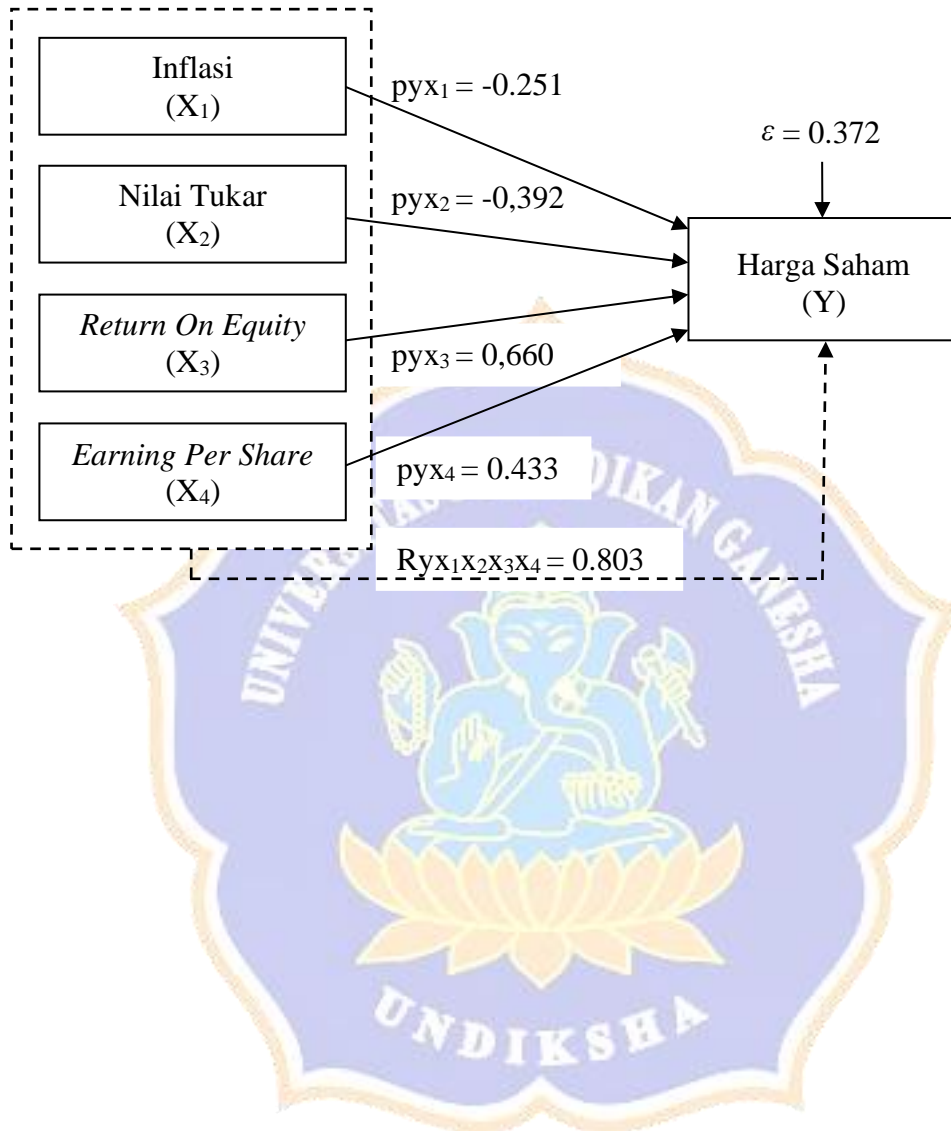 Inflasi
(X₁)
pyx₁ = -0.251
ε = 0.372
Nilai Tukar
(X₂)
pyx₂ = -0,392
Harga Saham
(Y)
Return On Equity
(X₃)
pyx₃ = 0,660
Earning Per Share
(X₄)
pyx₄ = 0.433
Ryx₁x₂x₃x₄ = 0.803
GANESHA
UNDIKSHA